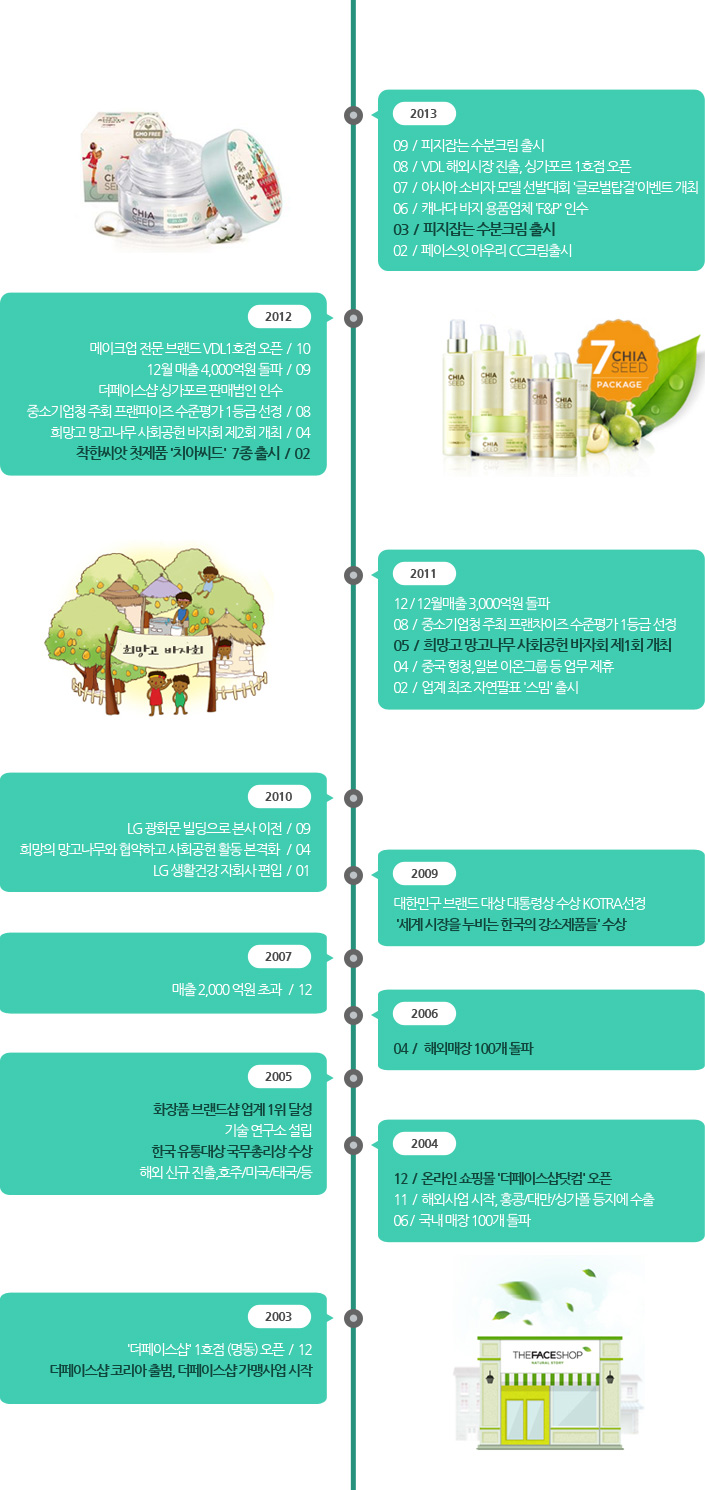 2013
09 / 피지잡는 수분크림 출시
08 / VDL 해외시장 진출, 싱가포르 1호점 오픈
07 / 아시아 소비자 모델 선발대회 '글로벌탑걸'이벤트 개최
06 / 캐나다 바지 용품업체 'F&P' 인수
03 / 피지잡는 수분크림 출시
02 / 페이스잇 아우라 CC크림출시
GMO FREE
CHIA
SEED
CHIA
SEED
2012
메이크업 전문 브랜드 VDL1호점 오픈 / 10
12월 매출 4,000억원 돌파 / 09
더페이스샵 싱가포르 판매법인 인수
중소기업청 주회 프랜파이즈 수준평가 1등급 선정 / 08
희망고 망고나무 사회공헌 바자회 제2회 개최 / 04
착한씨앗 첫제품 '치아씨드' 7종 출시 / 02
7 CHIA
SEED
PACKAGE
CHIA
SEED
CHIA
SEED
CHIA
SEED
CHIA
SEED
CHIA
SEED
CHIA
SEED
2011
12 / 12월매출 3,000억원 돌파
08 / 중소기업청 주최 프랜차이즈 수준평가 1등급 선정
05 / 희망고 망고나무 사회공헌 바자회 제1회 개최
04 / 중국 헝청,일본 이온그룹 등 업무 제휴
02 / 업계 최조 자연팔표 '스밈' 출시
희망고 바자회
2010
LG 광화문 빌딩으로 본사 이전 / 09
희망의 망고나무와 협약하고 사회공헌 활동 본격화 / 04
LG 생활건강 자회사 편입 / 01
2009
대한민구 브랜드 대상 대통령상 수상 KOTRA선정
'세계 시장을 누비는 한국의 강소제품들' 수상
2007
매출 2,000 억원 초과 / 12
2006
04 / 해외매장 100개 돌파
2005
화장품 브랜드샵 업계 1위 달성
기술 연구소 설립
한국 유통대상 국무총리상 수상
해외 신규 진출,호주/미국/태국/등
2004
12 / 온라인 쇼핑몰 '더페이스샵닷컴' 오픈
11 / 해외사업 시작, 홍콩/대만/싱가폴 등지에 수출
06 / 국내 매장 100개 돌파
2003
'더페이스샵' 1호점 (명동) 오픈 / 12
더페이스샵 코리아 출범, 더페이스샵 가맹사업 시작
THEFACESHOP
NATURAL STORY